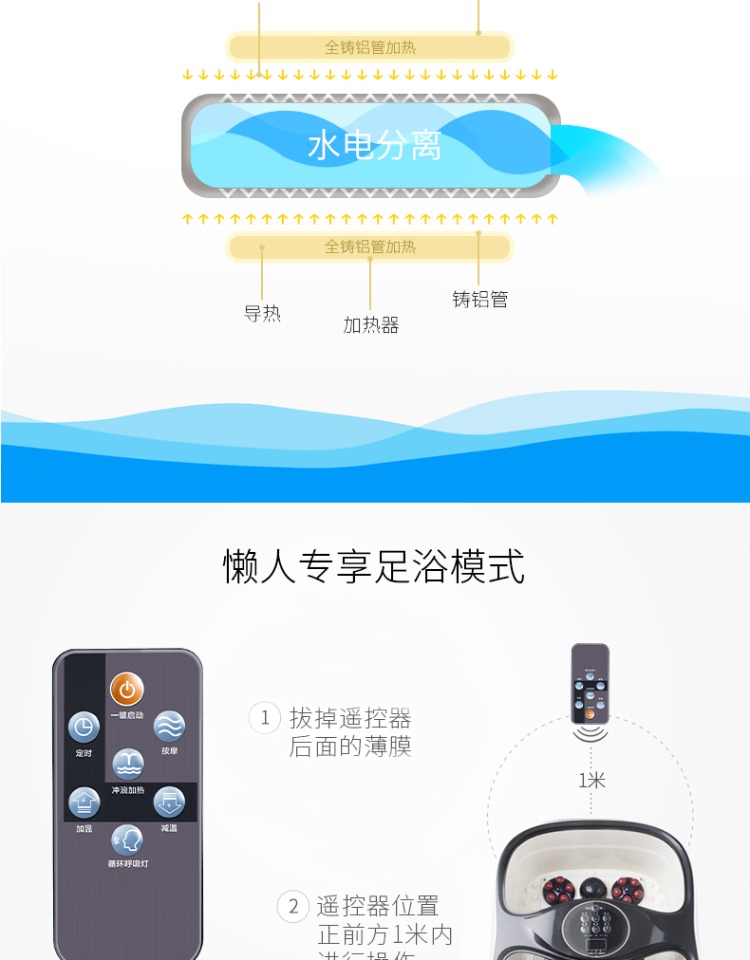 全铸铝管加热
水电分离
全铸铝管加热
导热
加热器
铸铝管
懒人专享足浴模式
一键启动
定时
按摩
冲浪加热
加温
减温
循环呼吸灯
1 拔掉遥控器
后面的薄膜
1米
2 遥控器位置
正前方1米内
进行操作